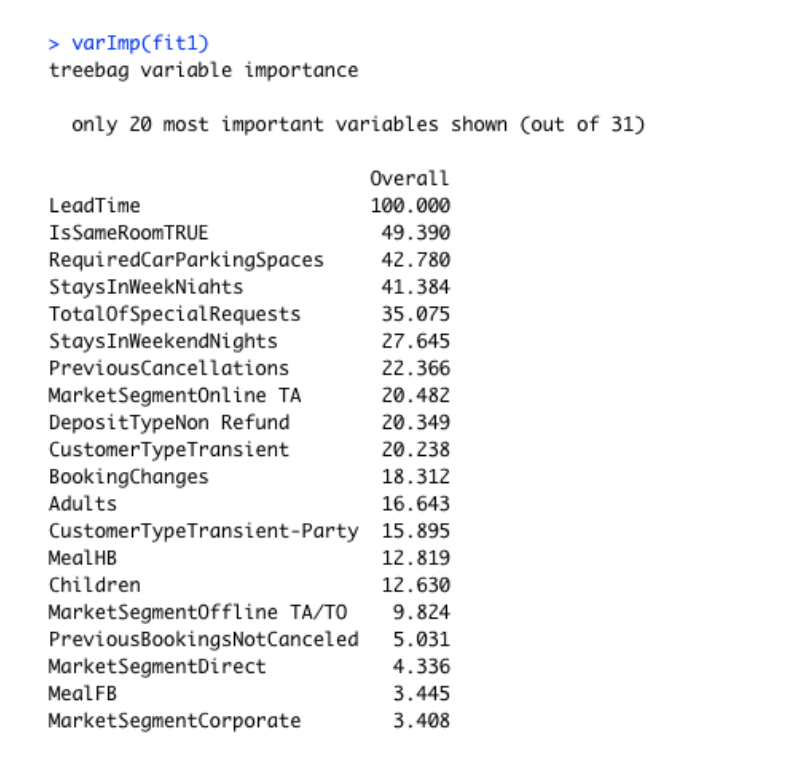 > varImp(fit1)
treebag variable importance
only 20 most important variables shown (out of 31)
Overall
LeadTime 100.000
IsSameRoomTRUE 49.390
RequiredCarParkingSpaces 42.780
StaysInWeekNiahts 41.384
TotalOfSpecialRequests 35.075
StaysInWeekendNights 27.645
PreviousCancellations 22.366
MarketSegmentOnline TA 20.482
DepositTypeNon Refund 20.349
CustomerTypeTransient 20.238
BookingChanges 18.312
Adults 16.643
CustomerTypeTransient-Party 15.895
MealHB 12.819
Children 12.630
MarketSegmentOffline TA/TO 9.824
PreviousBookingsNotCanceled 5.031
MarketSegmentDirect 4.336
MealFB 3.445
MarketSegmentCorporate 3.408